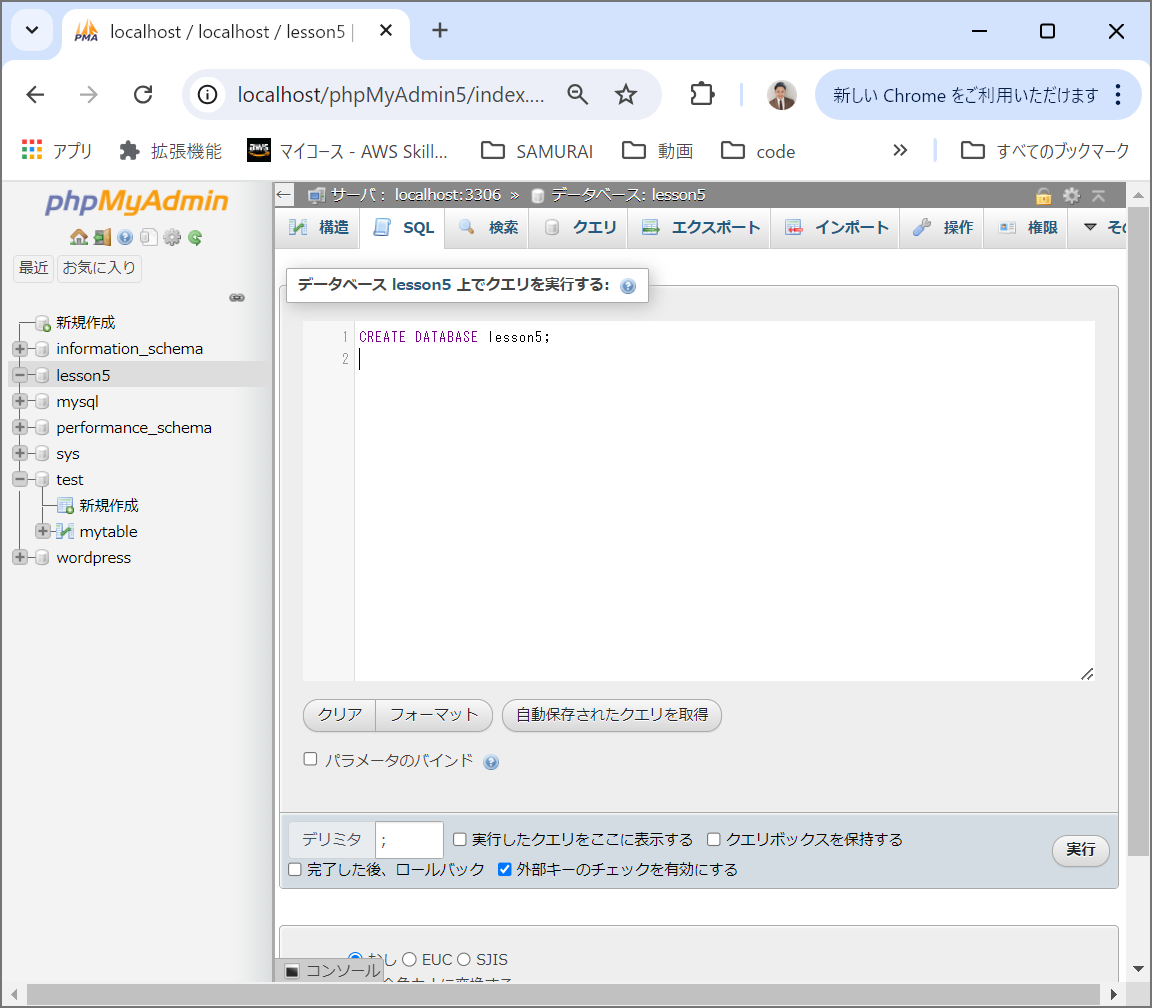 PMA localhost / localhost / lesson5 |
localhost/phpMyAdmin5/index....
新しい Chrome をご利用いただけます
アプリ
拡張機能
aws マイコース - AWS Skill...
SAMURAI
動画
code
すべてのブックマーク
phpMyAdmin
最近 お気に入り
新規作成
information_schema
lesson5
mysql
performance_schema
sys
test
新規作成
mytable
wordpress
サーバ: localhost:3306 » データベース: lesson5
構造 SQL 検索 クエリ エクスポート インポート 操作 権限
データベース lesson5 上でクエリを実行する:
1 CREATE DATABASE lesson5;
2
クリア フォーマット 自動保存されたクエリを取得
パラメータのバインド
デリミタ ; 実行したクエリをここに表示する クエリボックスを保持する
完了した後、ロールバック 外部キーのチェックを有効にする
実行
なし EUC SJIS
コンソール